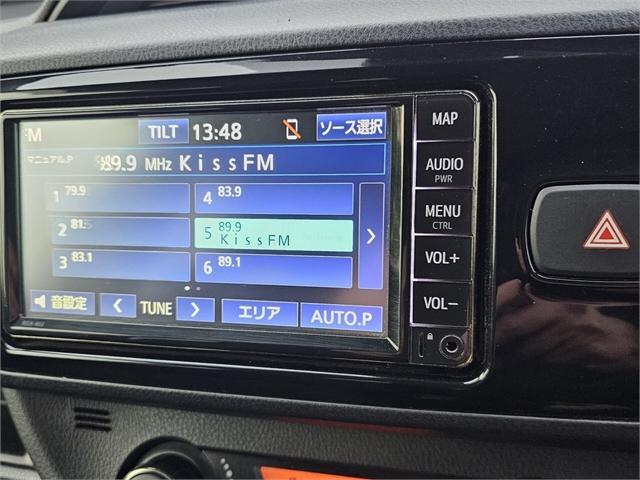 FM TILT 13:48 ソース選択
マニュアル.P 89.9 MHz KissFM
1 79.9
4 83.9
2 81.5
5 89.9 KissFM
3 83.1
6 89.1
音設定 < TUNE > エリア AUTO.P
MAP
AUDIO
PWR
MENU
CTRL
VOL+
VOL-